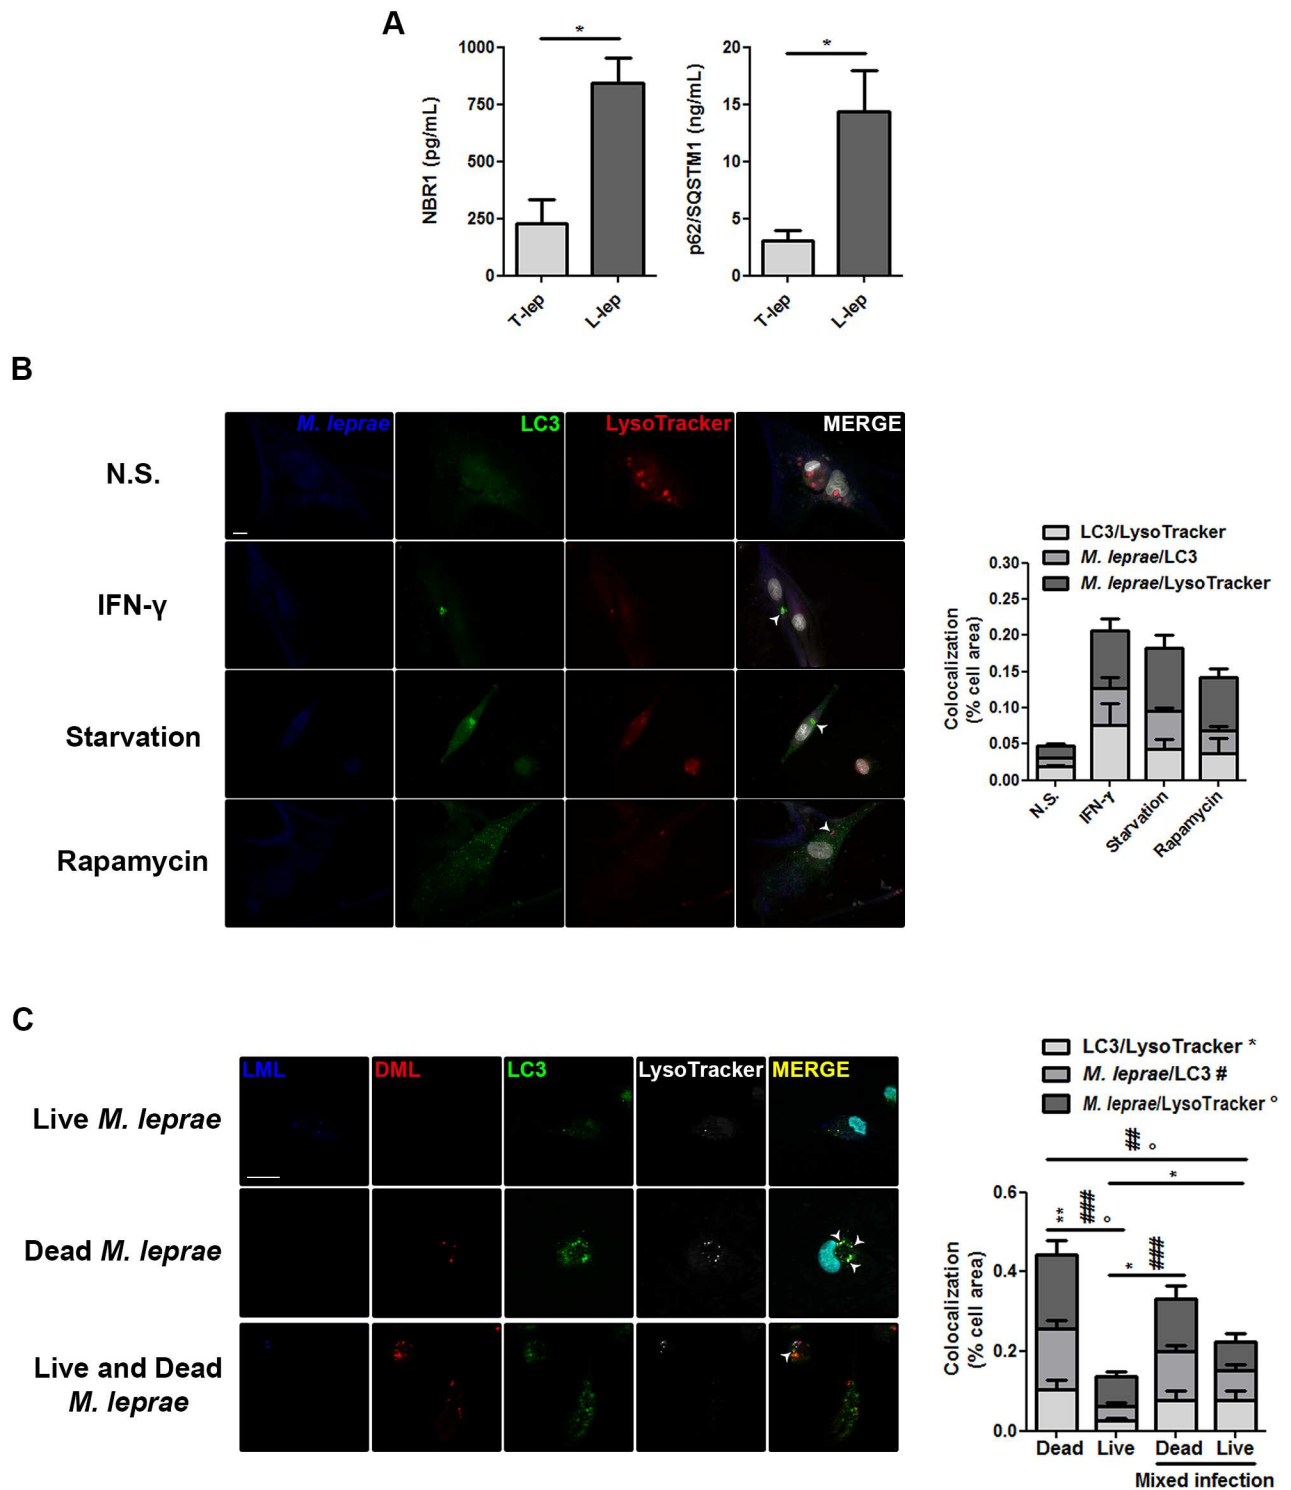 A
*
*
1000
750
500
250
0
NBR1 (pg/mL)
T-lep
L-lep
20
15
10
5
0
p62/SQSTM1 (ng/mL)
T-lep
L-lep
B
M. leprae
LC3
LysoTracker
MERGE
N.S.
IFN-γ
Starvation
Rapamycin
LC3/LysoTracker
M. leprae/LC3
M. leprae/LysoTracker
0.30
0.25
0.20
0.15
0.10
0.05
0.00
Colocalization
(% cell area)
N.S.
IFN-γ
Starvation
Rapamycin
C
LML
DML
LC3
LysoTracker
MERGE
Live M. leprae
Dead M. leprae
Live and Dead
M. leprae
LC3/LysoTracker *
M. leprae/LC3 #
M. leprae/LysoTracker °
## °
*
** ### °
* ###
0.6
0.4
0.2
0.0
Colocalization
(% cell area)
Dead Live Dead Live
Mixed infection